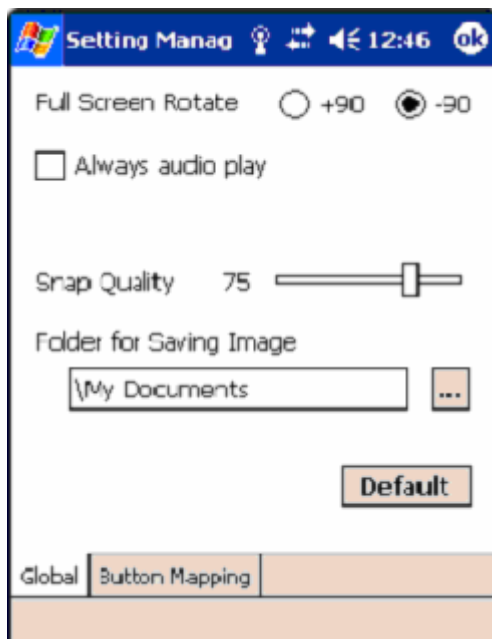 Setting Manag 12:46 ok
Full Screen Rotate +90 -90
Always audio play
Snap Quality 75
Folder for Saving Image
\My Documents ...
Default
Global Button Mapping